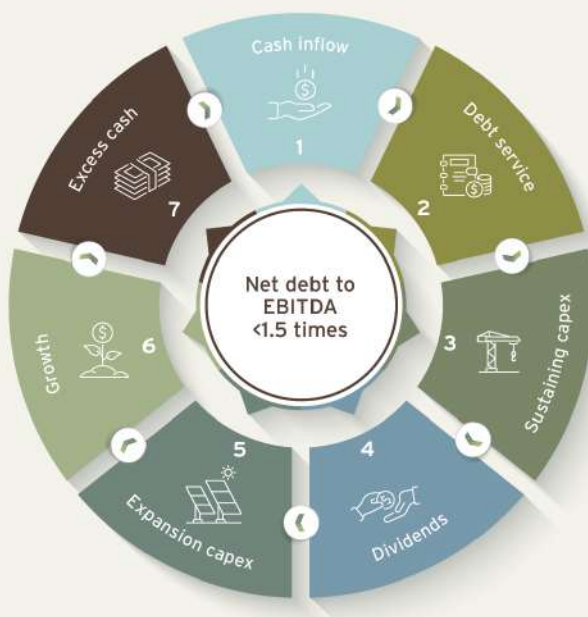 Cash inflow
1
Debt service
2
Sustaining capex
3
Dividends
4
Expansion capex
5
Growth
6
Excess cash
7
Net debt to
EBITDA
<1.5 times